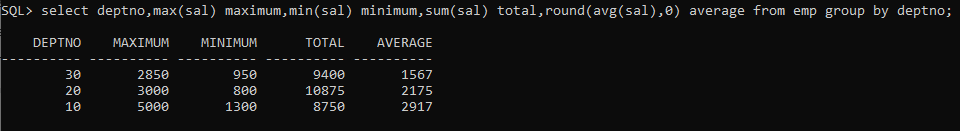 SQL> select deptno,max(sal) maximum,min(sal) minimum,sum(sal) total,round(avg(sal),0) average from emp group by deptno;
    DEPTNO    MAXIMUM    MINIMUM      TOTAL    AVERAGE
---------- ---------- ---------- ---------- ----------
        30       2850        950       9400       1567
        20       3000        800      10875       2175
        10       5000       1300       8750       2917